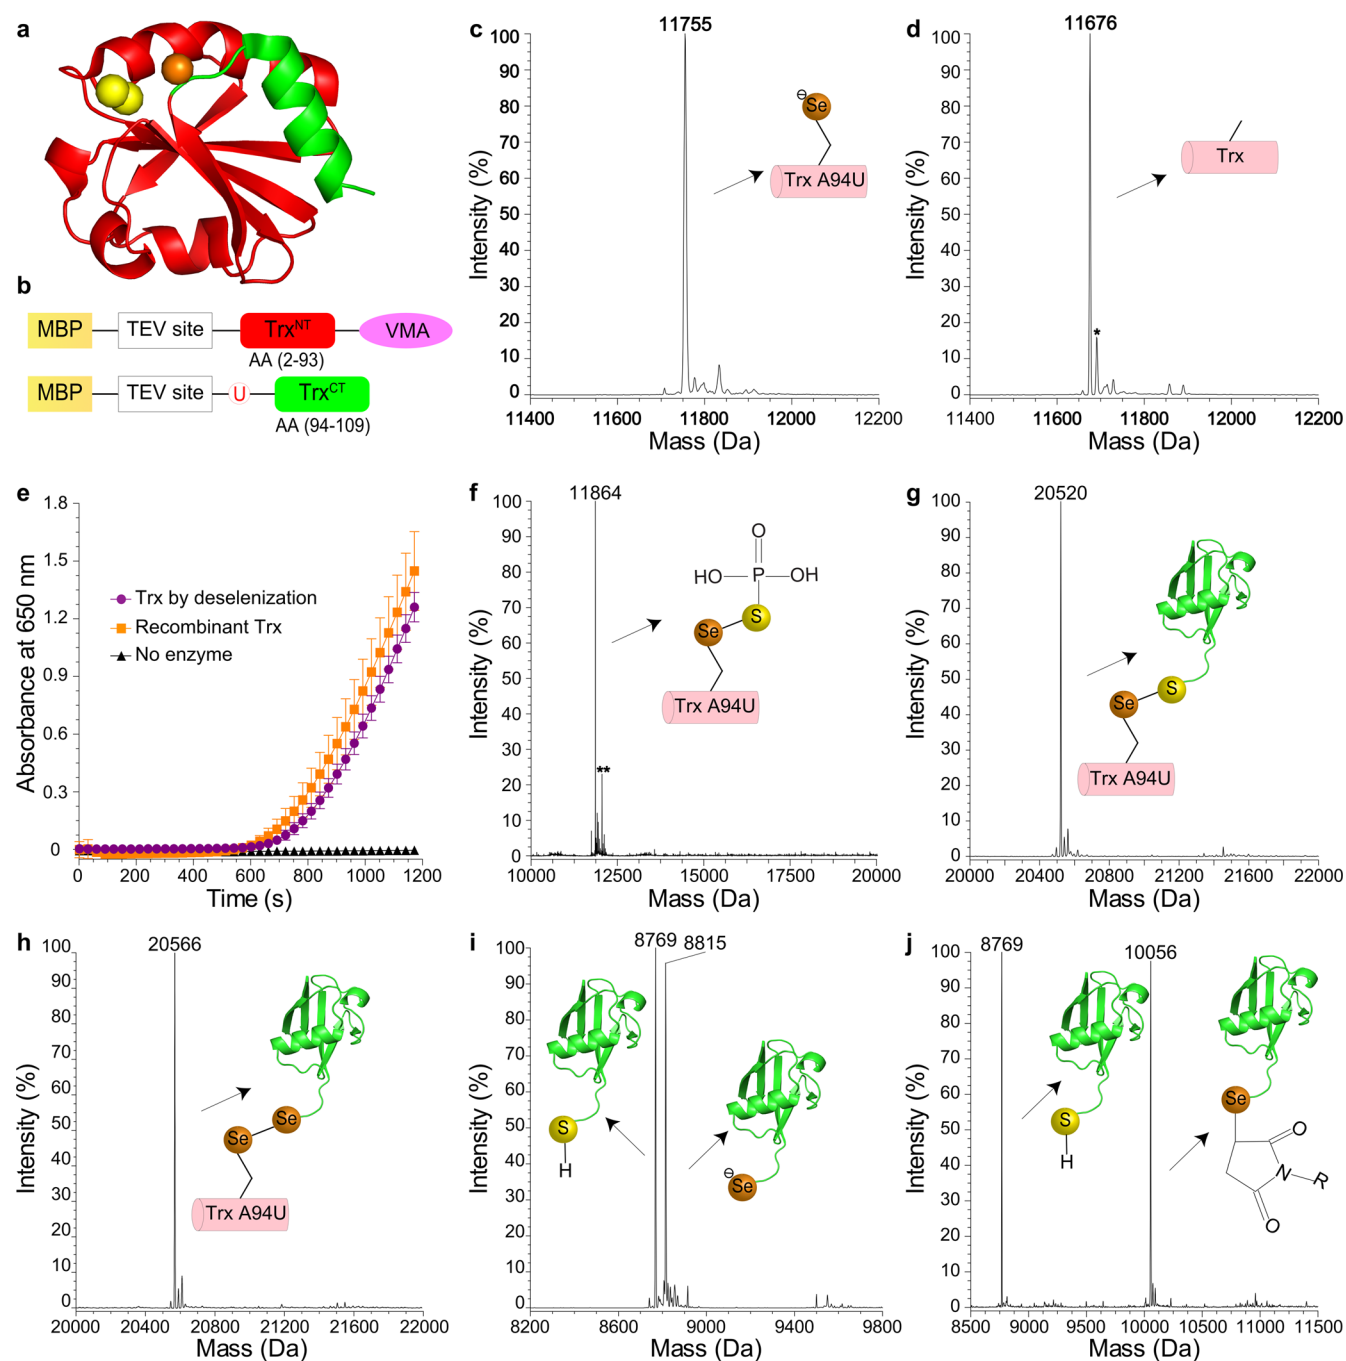 a
b
MBP TEV site Trx^NT VMA
AA (2-93)
MBP TEV site U Trx^CT
AA (94-109)
c
11755
Intensity (%)
100
90
80
70
60
50
40
30
20
10
0
⊖
Se
Trx A94U
11400 11600 11800 12000 12200
Mass (Da)
d
11676
Intensity (%)
100
90
80
70
60
50
40
30
20
10
0
Trx
*
11400 11600 11800 12000 12200
Mass (Da)
e
Absorbance at 650 nm
1.8
1.5
1.2
0.9
0.6
0.3
0
Trx by deselenization
Recombinant Trx
No enzyme
0 200 400 600 800 1000 1200
Time (s)
f
11864
Intensity (%)
100
90
80
70
60
50
40
30
20
10
0
O
HO P OH
Se S
Trx A94U
**
10000 12500 15000 17500 20000
Mass (Da)
g
20520
Intensity (%)
100
90
80
70
60
50
40
30
20
10
0
Se S
Trx A94U
20000 20400 20800 21200 21600 22000
Mass (Da)
h
20566
Intensity (%)
100
90
80
70
60
50
40
30
20
10
0
Se Se
Trx A94U
20000 20400 20800 21200 21600 22000
Mass (Da)
i
8769 8815
Intensity (%)
100
90
80
70
60
50
40
30
20
10
0
S
H
⊖
Se
8200 8600 9000 9400 9800
Mass (Da)
j
8769 10056
Intensity (%)
100
90
80
70
60
50
40
30
20
10
0
S
H
Se
O
N R
O
8500 9000 9500 10000 10500 11000 11500
Mass (Da)